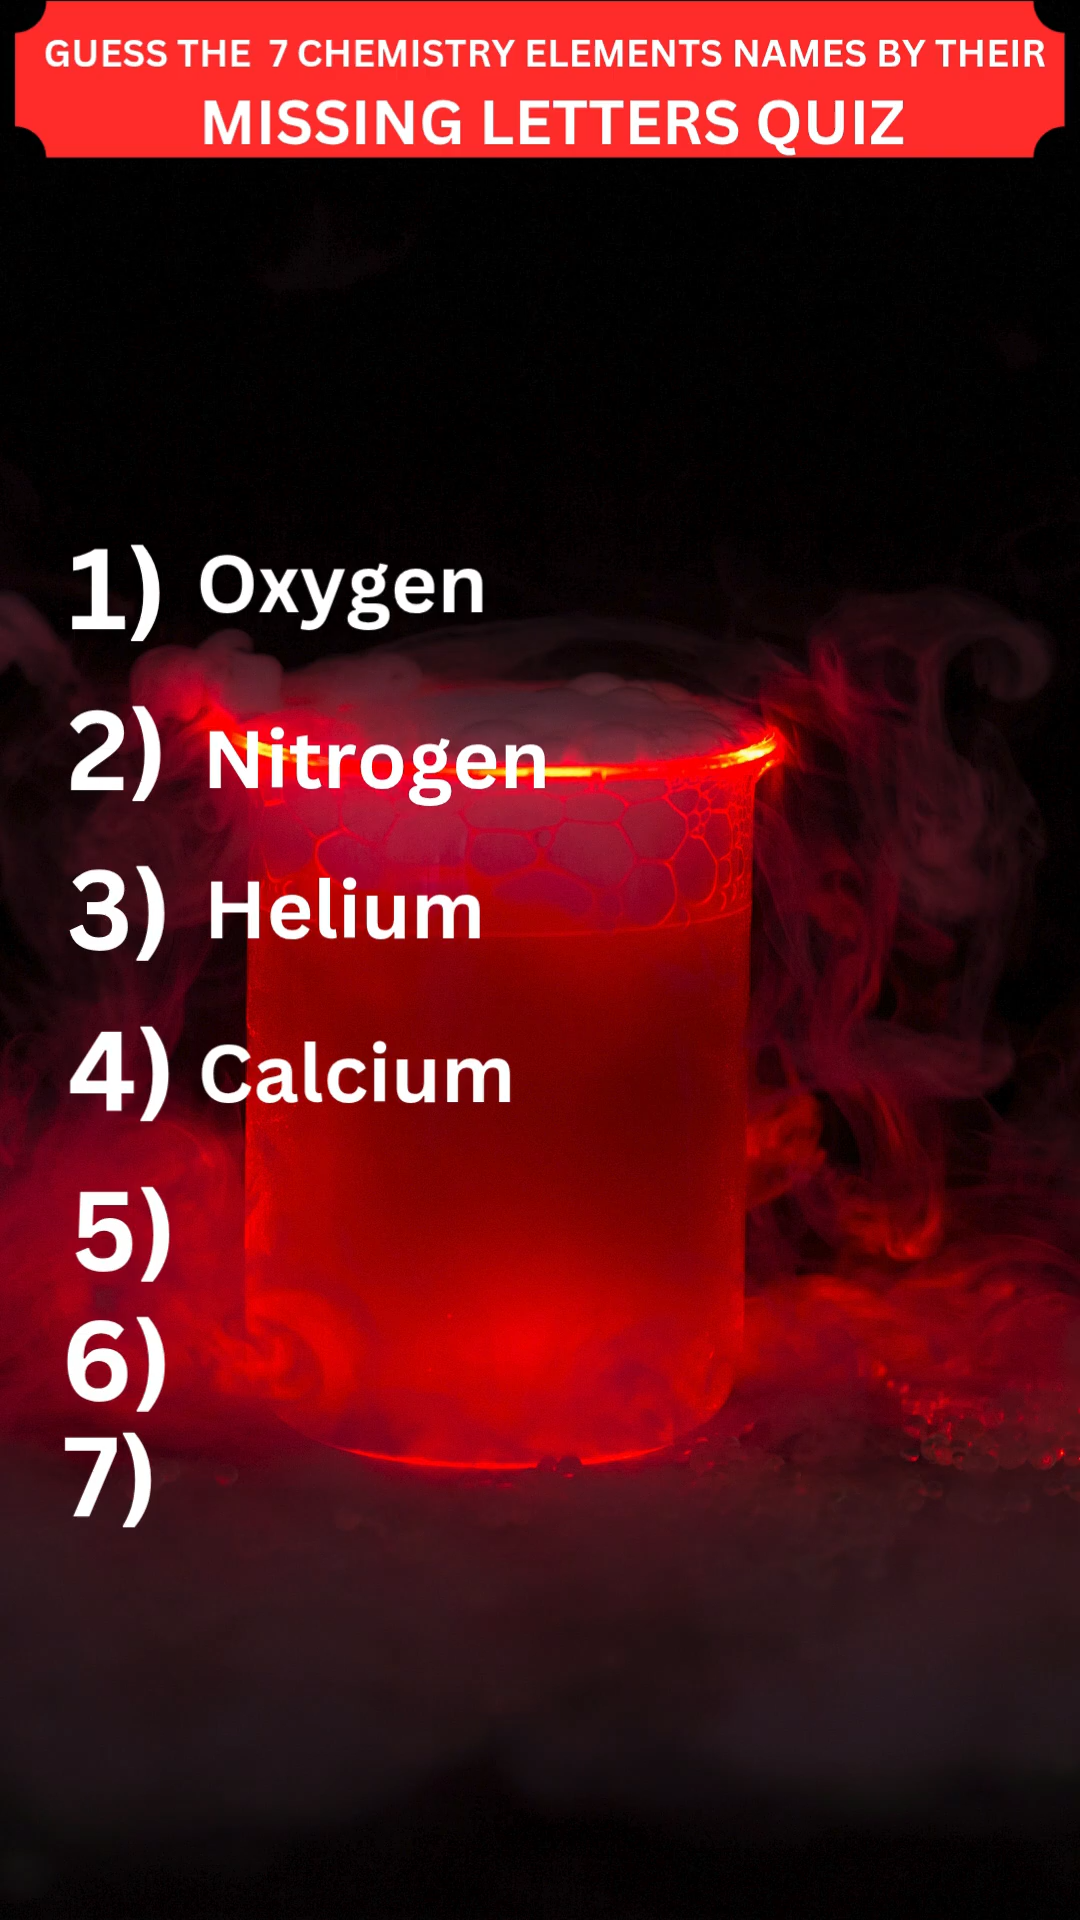 GUESS THE 7 CHEMISTRY ELEMENTS NAMES BY THEIR
MISSING LETTERS QUIZ
1) Oxygen
2) Nitrogen
3) Helium
4) Calcium
5)
6)
7)